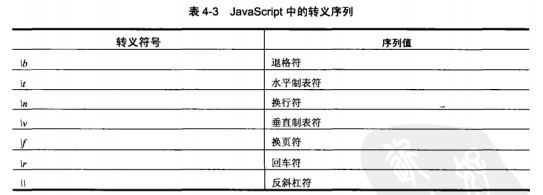 表 4-3 JavaScript 中的转义序列
转义符号 序列值
\b 退格符
\t 水平制表符
\n 换行符
\v 垂直制表符
\f 换页符
\r 回车符
\\ 反斜杠符